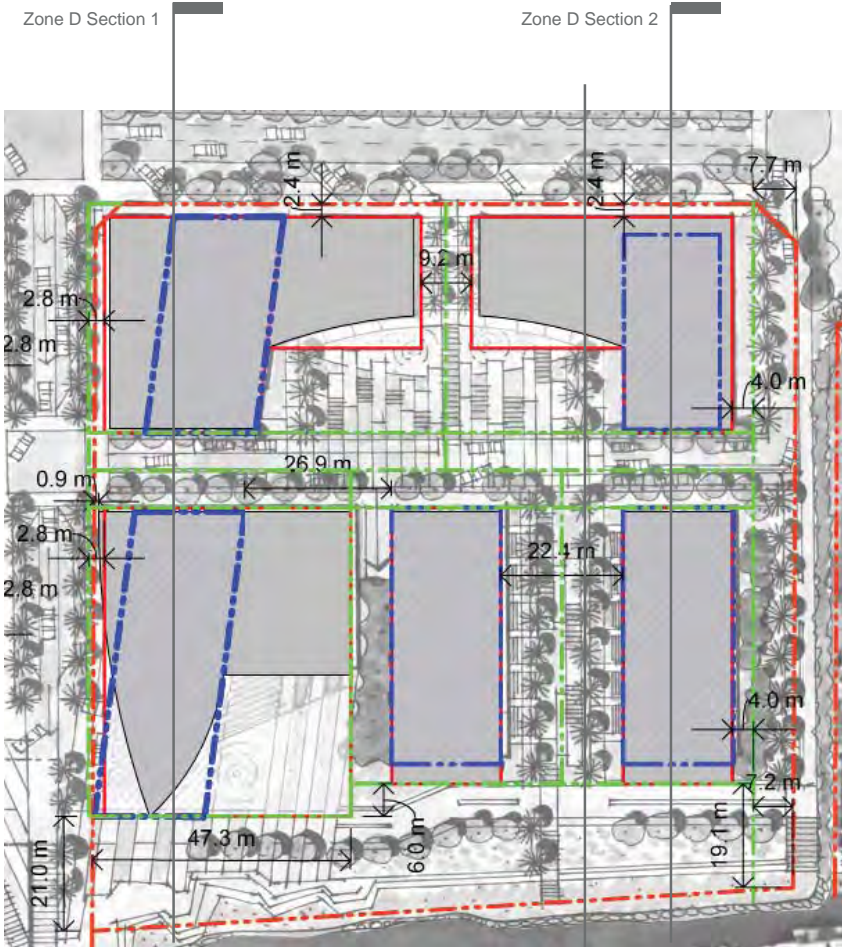 Zone D Section 1
Zone D Section 2
7.7 m
2.4 m
2.4 m
9.2 m
2.8 m
2.8 m
4.0 m
26.9 m
0.9 m
2.8 m
22.4 m
2.8 m
4.0 m
7.2 m
47.3 m
6.0 m
19.1 m
21.0 m